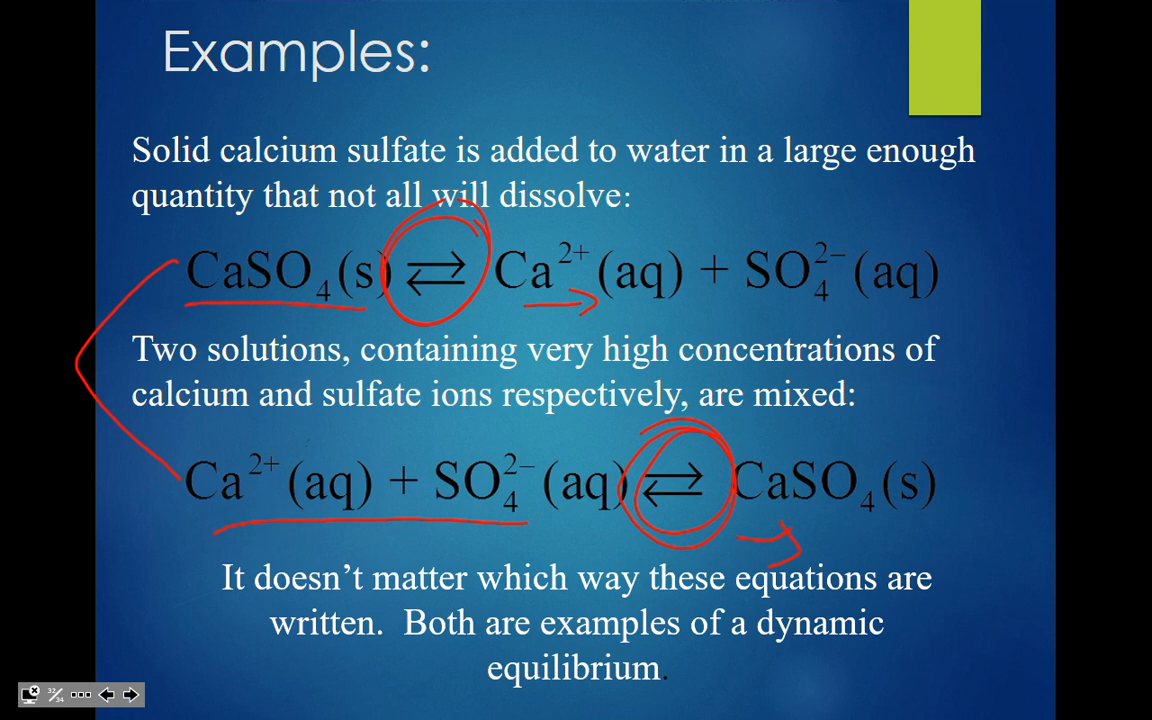 Examples:
Solid calcium sulfate is added to water in a large enough
quantity that not all will dissolve:
CaSO₄(s) ⇄ Ca²⁺(aq) + SO₄²⁻(aq)
Two solutions, containing very high concentrations of
calcium and sulfate ions respectively, are mixed:
Ca²⁺(aq) + SO₄²⁻(aq) ⇄ CaSO₄(s)
It doesn’t matter which way these equations are
written.  Both are examples of a dynamic
equilibrium.
32/34